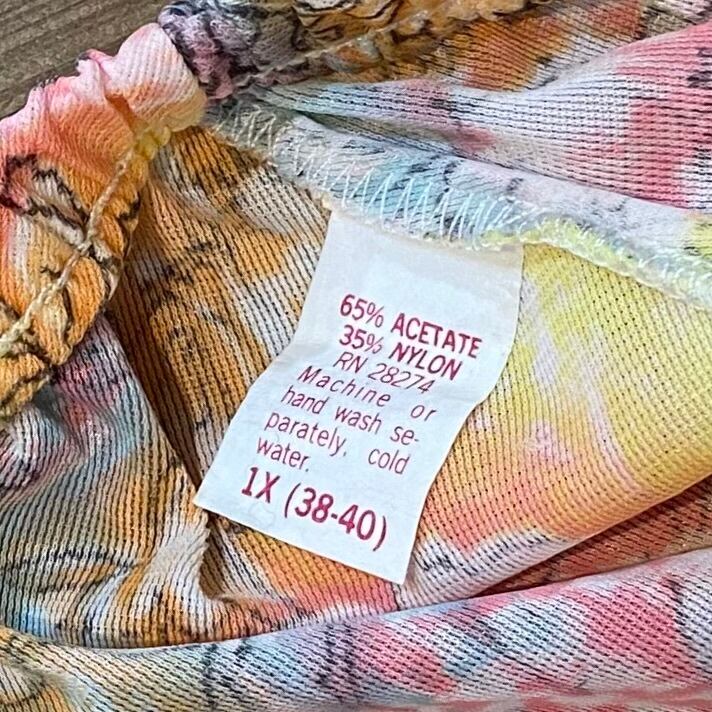 65% ACETATE
35% NYLON
RN 28274
Machine or
hand wash se-
parately, cold
water.
1X (38-40)